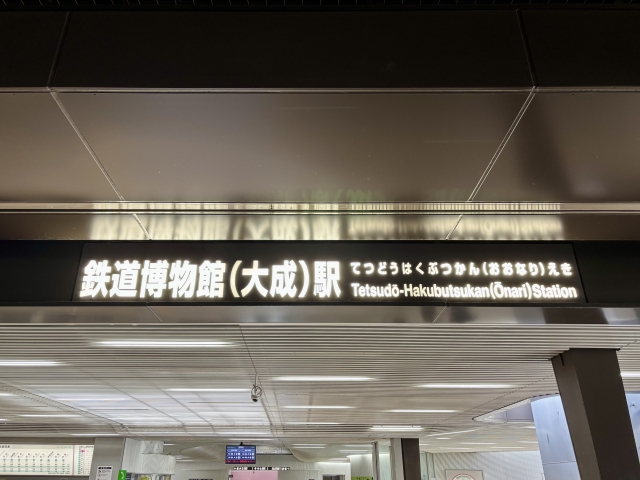 鉄道博物館(大成)駅
てつどうはくぶつかん(おおなり)えき
Tetsudō-Hakubutsukan(Ōnari)Station